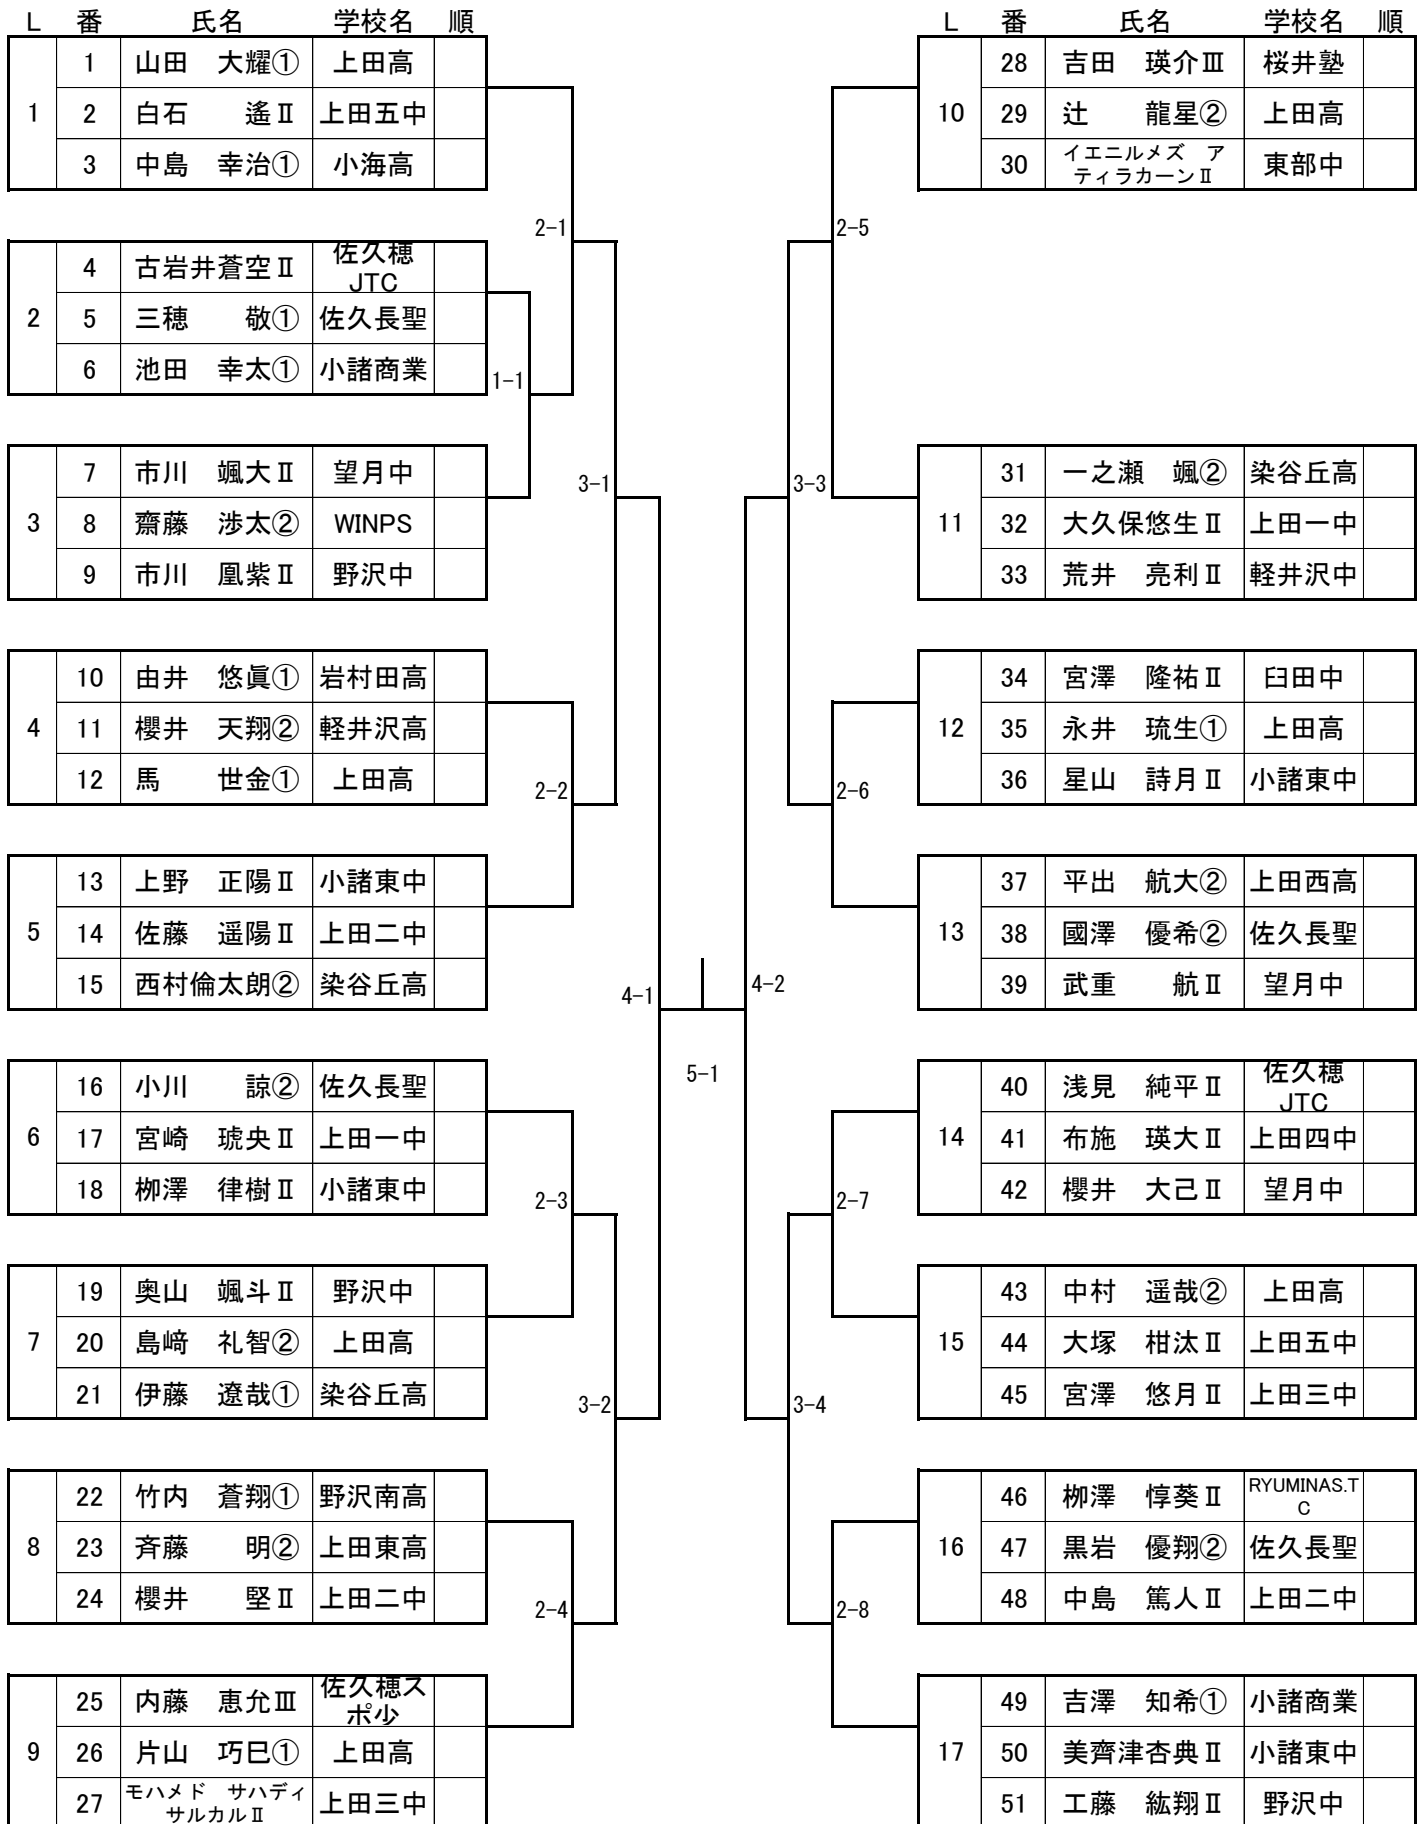 L 番 氏名 学校名 順
1
1 山田　大耀① 上田高
2 白石　　遙Ⅱ 上田五中
3 中島　幸治① 小海高
2
4 古岩井蒼空Ⅱ 佐久穂
JTC
5 三穂　　敬① 佐久長聖
6 池田　幸太① 小諸商業
3
7 市川　颯大Ⅱ 望月中
8 齋藤　渉太② WINPS
9 市川　凰紫Ⅱ 野沢中
4
10 由井　悠眞① 岩村田高
11 櫻井　天翔② 軽井沢高
12 馬　　世金① 上田高
5
13 上野　正陽Ⅱ 小諸東中
14 佐藤　遥陽Ⅱ 上田二中
15 西村倫太朗② 染谷丘高
6
16 小川　　諒② 佐久長聖
17 宮崎　琥央Ⅱ 上田一中
18 栁澤　律樹Ⅱ 小諸東中
7
19 奥山　颯斗Ⅱ 野沢中
20 島﨑　礼智② 上田高
21 伊藤　遼哉① 染谷丘高
8
22 竹内　蒼翔① 野沢南高
23 斉藤　　明② 上田東高
24 櫻井　　堅Ⅱ 上田二中
9
25 内藤　恵允Ⅲ 佐久穂ス
ポ少
26 片山　巧巳① 上田高
27 モハメド　サハディ
サルカルⅡ 上田三中
2-1
1-1
3-1
2-2
4-1
2-3
3-2
2-4
5-1
2-5
3-3
2-6
4-2
2-7
3-4
2-8
L 番 氏名 学校名 順
10
28 吉田　瑛介Ⅲ 桜井塾
29 辻　　龍星② 上田高
30 イエニルメズ　ア
ティラカーンⅡ 東部中
11
31 一之瀬　颯② 染谷丘高
32 大久保悠生Ⅱ 上田一中
33 荒井　亮利Ⅱ 軽井沢中
12
34 宮澤　隆祐Ⅱ 臼田中
35 永井　琉生① 上田高
36 星山　詩月Ⅱ 小諸東中
13
37 平出　航大② 上田西高
38 國澤　優希② 佐久長聖
39 武重　　航Ⅱ 望月中
14
40 浅見　純平Ⅱ 佐久穂
JTC
41 布施　瑛大Ⅱ 上田四中
42 櫻井　大己Ⅱ 望月中
15
43 中村　遥哉② 上田高
44 大塚　柑汰Ⅱ 上田五中
45 宮澤　悠月Ⅱ 上田三中
16
46 栁澤　惇葵Ⅱ RYUMINAS.T
C
47 黒岩　優翔② 佐久長聖
48 中島　篤人Ⅱ 上田二中
17
49 吉澤　知希① 小諸商業
50 美齊津杏典Ⅱ 小諸東中
51 工藤　紘翔Ⅱ 野沢中